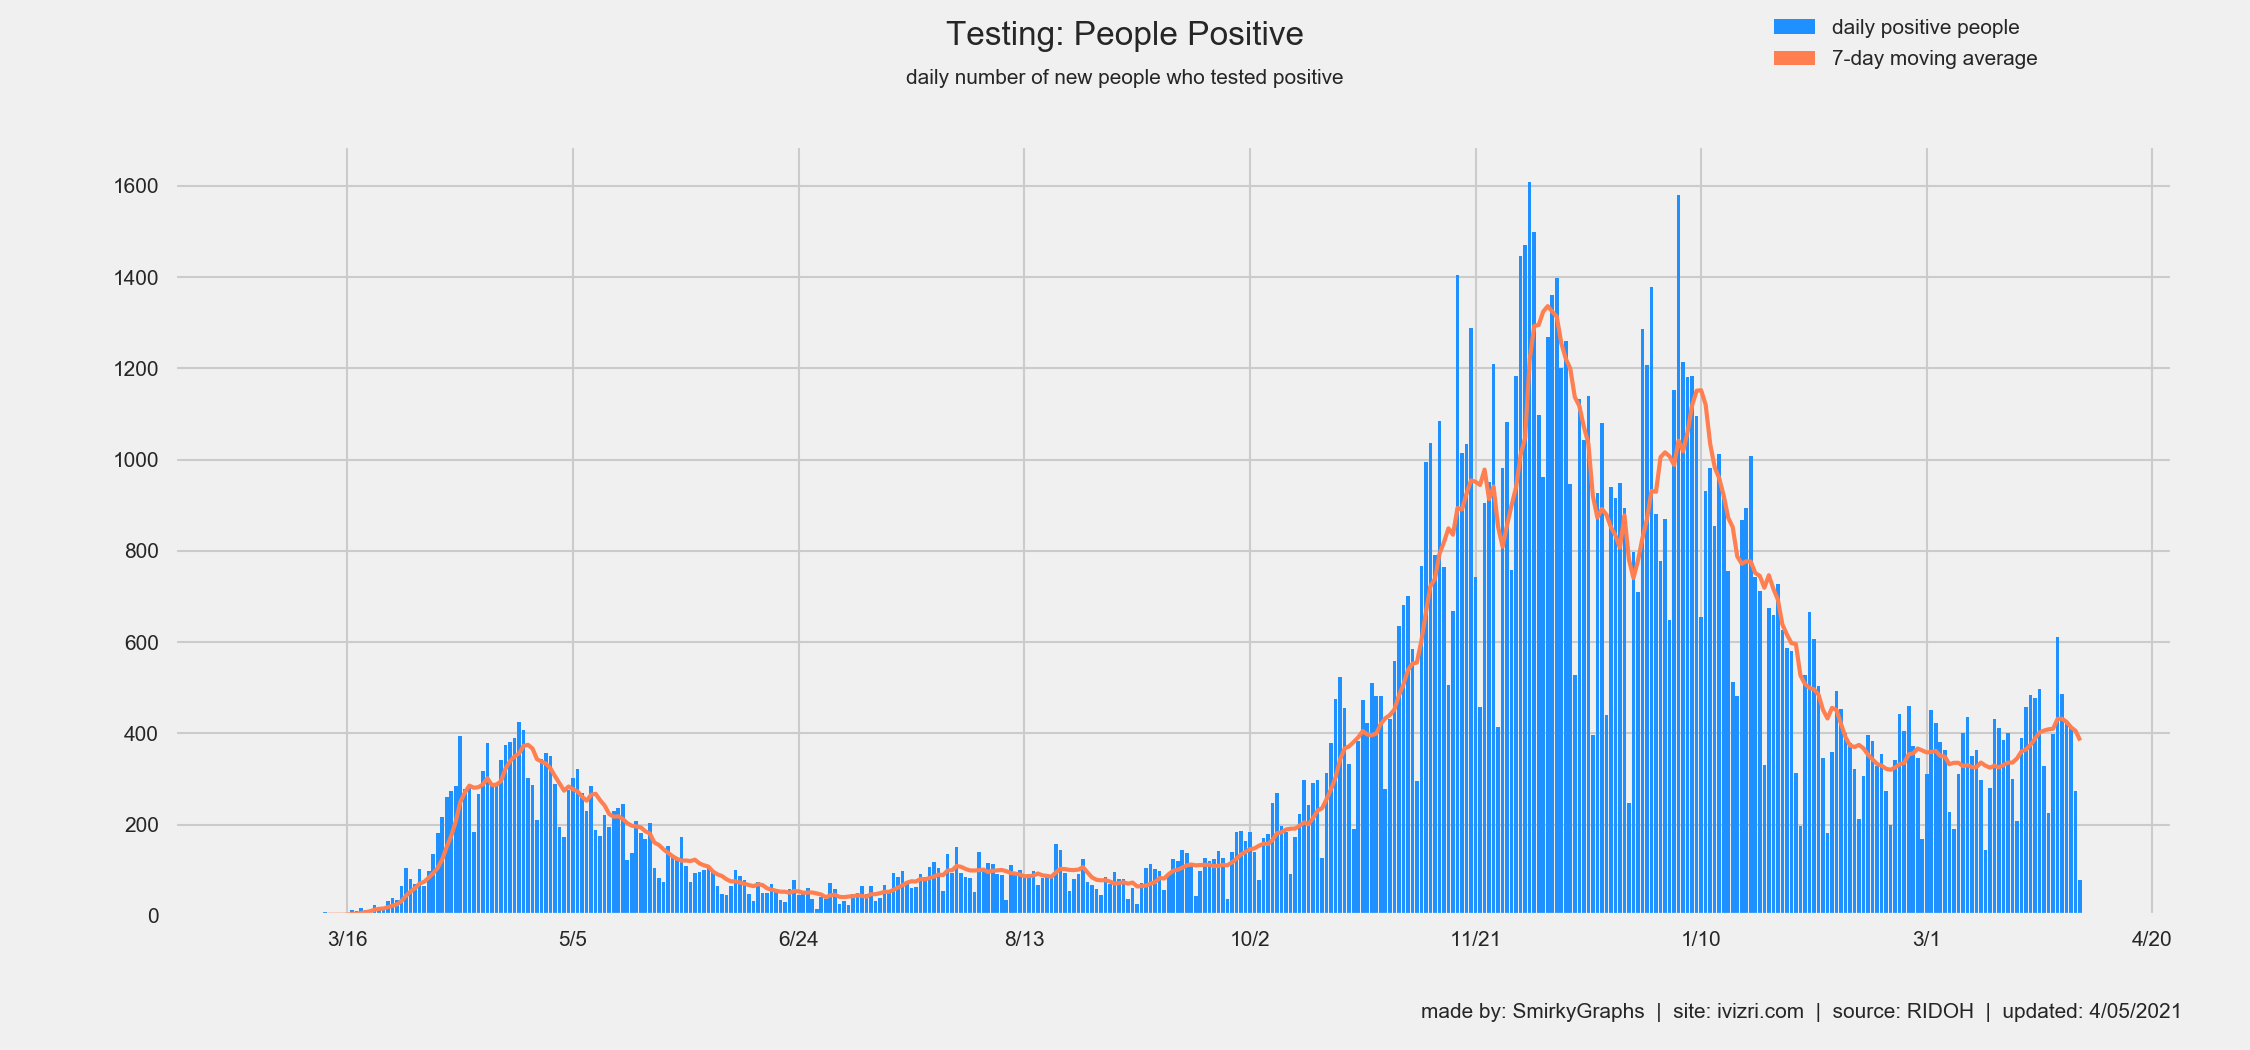 Testing: People Positive
daily number of new people who tested positive
daily positive people
7-day moving average
1600
1400
1200
1000
800
600
400
200
0
3/16 5/5 6/24 8/13 10/2 11/21 1/10 3/1 4/20
made by: SmirkyGraphs | site: ivizri.com | source: RIDOH | updated: 4/05/2021